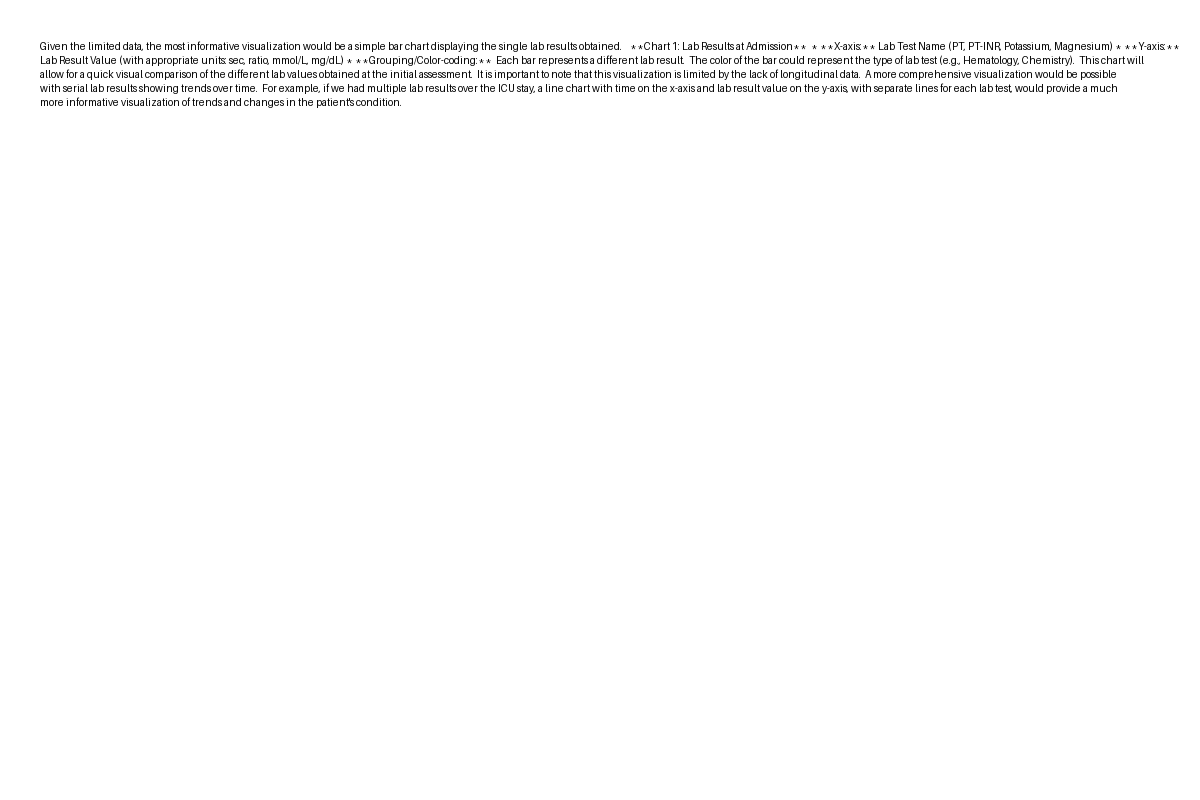 Given the limited data, the most informative visualization would be a simple bar chart displaying the single lab results obtained. **Chart 1: Lab Results at Admission** * **X-axis:** Lab Test Name (PT, PT-INR, Potassium, Magnesium) * **Y-axis:**
Lab Result Value (with appropriate units: sec, ratio, mmol/L, mg/dL) * **Grouping/Color-coding:** Each bar represents a different lab result. The color of the bar could represent the type of lab test (e.g., Hematology, Chemistry). This chart will
allow for a quick visual comparison of the different lab values obtained at the initial assessment. It is important to note that this visualization is limited by the lack of longitudinal data. A more comprehensive visualization would be possible
with serial lab results showing trends over time. For example, if we had multiple lab results over the ICU stay, a line chart with time on the x-axis and lab result value on the y-axis, with separate lines for each lab test, would provide a much
more informative visualization of trends and changes in the patient's condition.